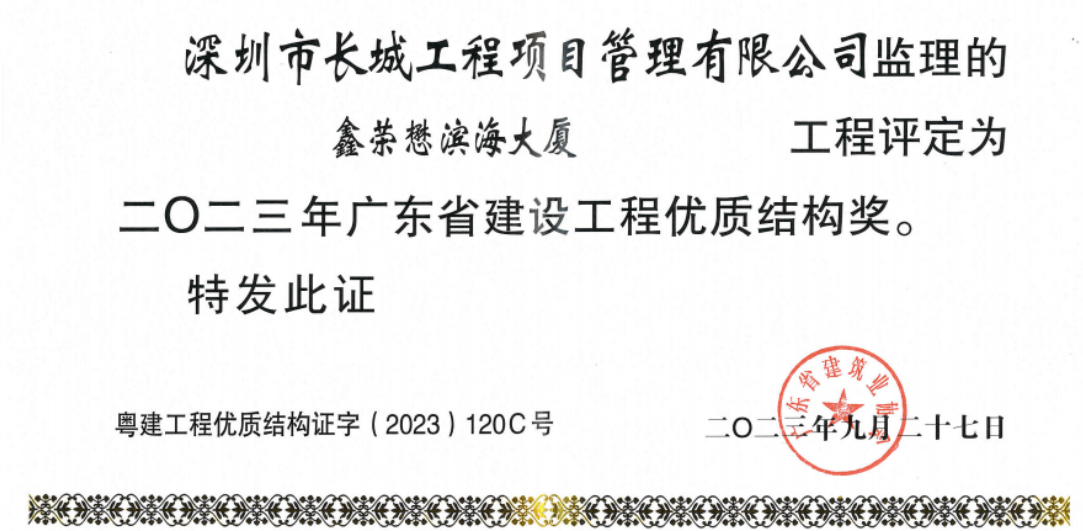 深圳市长城工程项目管理有限公司监理的
鑫荣懋滨海大厦 工程评定为
二〇二三年广东省建设工程优质结构奖。
特发此证
广东省建筑业协会
粤建工程优质结构证字（2023）120C号 二〇二三年九月二十七日